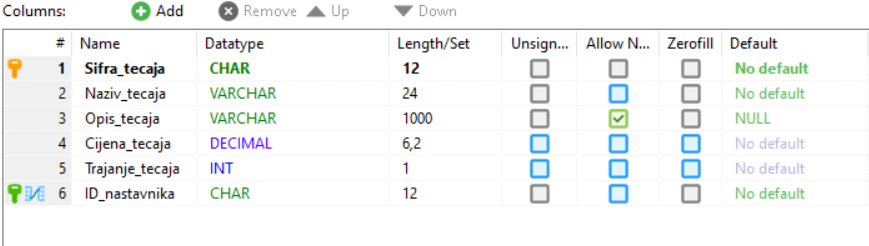 Columns: Add Remove Up Down
# Name Datatype Length/Set Unsign... Allow N... Zerofill Default
1 Sifra_tecaja CHAR 12 No default
2 Naziv_tecaja VARCHAR 24 No default
3 Opis_tecaja VARCHAR 1000 NULL
4 Cijena_tecaja DECIMAL 6,2 No default
5 Trajanje_tecaja INT 1 No default
6 ID_nastavnika CHAR 12 No default